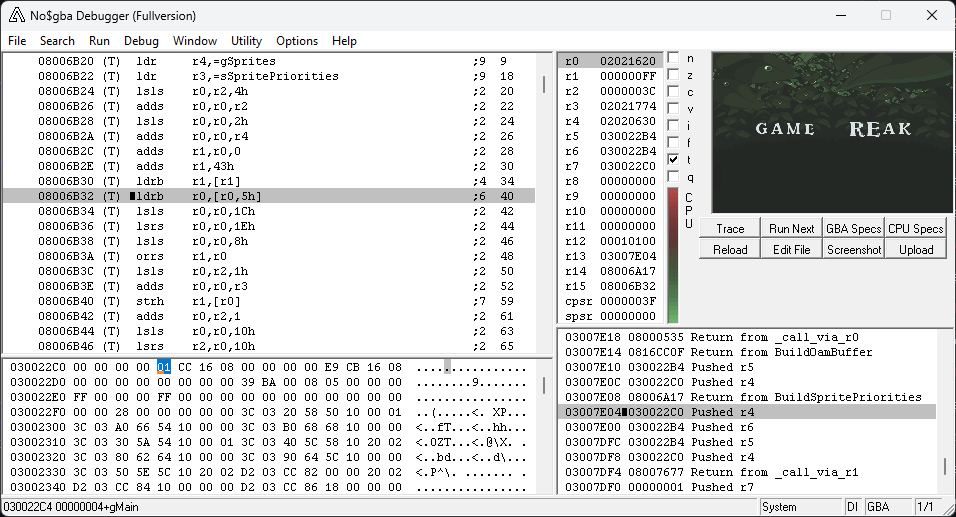 No$gba Debugger (Fullversion)
File Search Run Debug Window Utility Options Help
08006B20 (T) ldr r4,=gSprites ;9 9
08006B22 (T) ldr r3,=sSpritePriorities ;9 18
08006B24 (T) lsls r0,r2,4h ;2 20
08006B26 (T) adds r0,r0,r2 ;2 22
08006B28 (T) lsls r0,r0,2h ;2 24
08006B2A (T) adds r0,r0,r4 ;2 26
08006B2C (T) adds r1,r0,0 ;2 28
08006B2E (T) adds r1,43h ;2 30
08006B30 (T) ldrb r1,[r1] ;4 34
08006B32 (T) ldrb r0,[r0,5h] ;6 40
08006B34 (T) lsls r0,r0,1Ch ;2 42
08006B36 (T) lsrs r0,r0,1Eh ;2 44
08006B38 (T) lsls r0,r0,8h ;2 46
08006B3A (T) orrs r1,r0 ;2 48
08006B3C (T) lsls r0,r2,1h ;2 50
08006B3E (T) adds r0,r0,r3 ;2 52
08006B40 (T) strh r1,[r0] ;7 59
08006B42 (T) adds r0,r2,1 ;2 61
08006B44 (T) lsls r0,r0,10h ;2 63
08006B46 (T) lsrs r2,r0,10h ;2 65
r0 02021620 n
r1 000000FF z
r2 0000003C c
r3 02021774 v
r4 02020630 i
r5 030022B4 f
r6 030022B4 t
r7 030022C0 q
r8 00000000
r9 00000000
r10 00000000
r11 00000000
r12 00010100
r13 03007E04
r14 08006A17
r15 08006B32
cpsr 0000003F
spsr 00000000
C
P
U
GAME REAK
Trace Run Next GBA Specs CPU Specs
Reload Edit File Screenshot Upload
030022C0 00 00 00 00 01 CC 16 08 00 00 00 00 E9 CB 16 08 ................
030022D0 00 00 00 00 00 00 00 00 39 BA 00 08 05 00 00 00 ........9.......
030022E0 FF 00 00 00 00 FF 00 00 00 00 00 00 00 00 00 00 ................
030022F0 00 00 28 00 00 00 00 00 3C 03 20 58 50 10 00 01 ..(.....<. XP...
03002300 3C 03 A0 66 54 10 00 00 3C 03 B0 68 68 10 00 00 <..fT...<..hh...
03002310 3C 03 30 5A 54 10 00 01 3C 03 40 5C 58 10 20 02 <.0ZT...<.@\X. .
03002320 3C 03 80 62 64 10 00 00 3C 03 90 64 5C 10 00 00 <..bd...<..d\...
03002330 3C 03 50 5E 5C 10 20 02 D2 03 CC 82 00 00 20 02 <.P^\. ....... .
03002340 D2 03 CC 84 10 00 00 00 D2 03 CC 86 18 00 00 00 ................
03007E18 08000535 Return from _call_via_r0
03007E14 0816CC0F Return from BuildOamBuffer
03007E10 030022B4 Pushed r5
03007E0C 030022C0 Pushed r4
03007E08 08006A17 Return from BuildSpritePriorities
03007E04 030022C0 Pushed r4
03007E00 030022B4 Pushed r6
03007DFC 030022B4 Pushed r5
03007DF8 030022C0 Pushed r4
03007DF4 08007677 Return from _call_via_r1
03007DF0 00000001 Pushed r7
030022C4 00000004+gMain System DI GBA 1/1